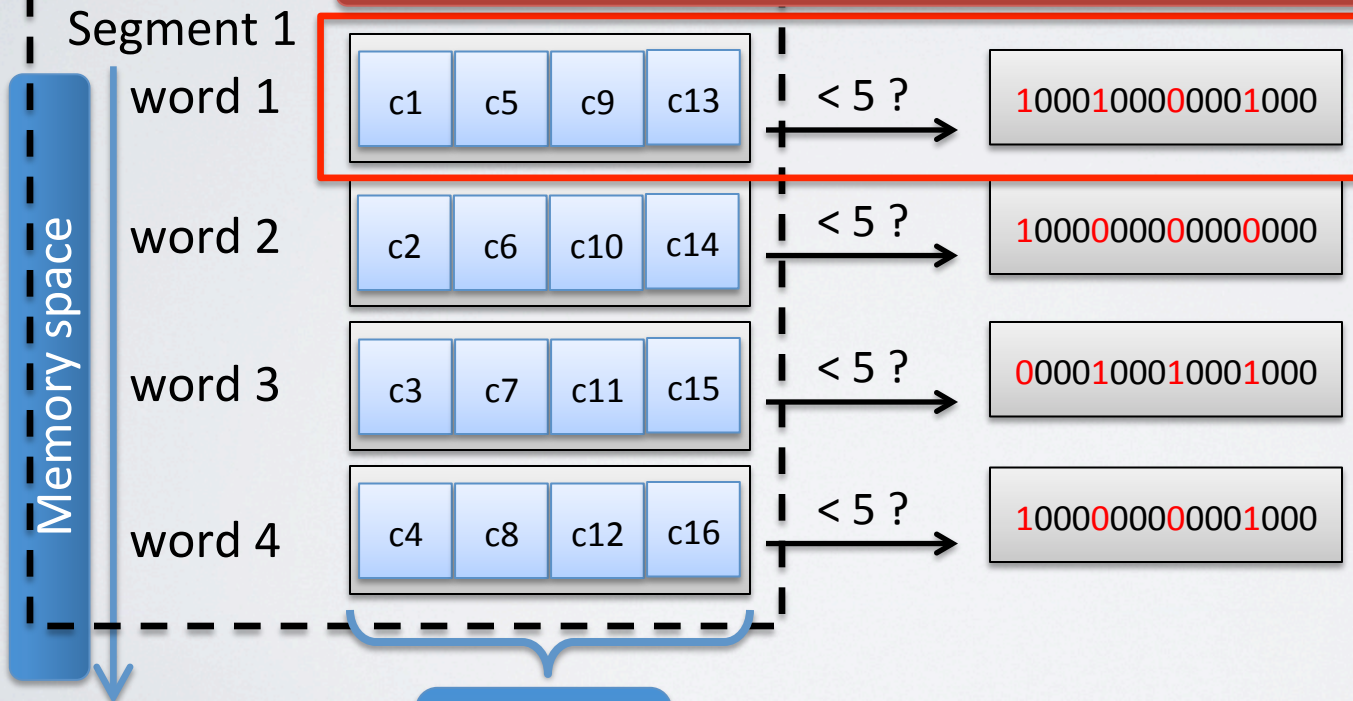 Segment 1
word 1 c1 c5 c9 c13 < 5 ? 1000100000001000
word 2 c2 c6 c10 c14 < 5 ? 1000000000000000
word 3 c3 c7 c11 c15 < 5 ? 0000100010001000
word 4 c4 c8 c12 c16 < 5 ? 1000000000001000
Memory space